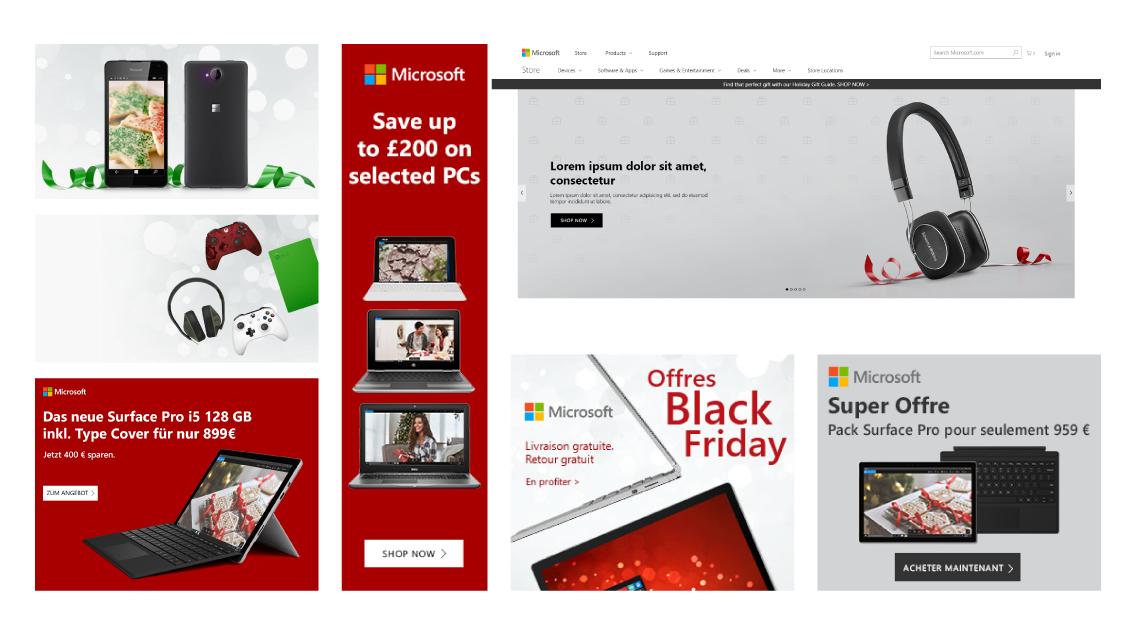 Microsoft
Das neue Surface Pro i5 128 GB
inkl. Type Cover für nur 899€
Jetzt 400 € sparen.
ZUM ANGEBOT >
Microsoft
Save up
to £200 on
selected PCs
SHOP NOW >
Microsoft Store Products Support Search Microsoft.com 0 Sign in
Store Devices Software & Apps Games & Entertainment Deals More Store Locations
Find that perfect gift with our Holiday Gift Guide. SHOP NOW >
Lorem ipsum dolor sit amet,
consectetur
Lorem ipsum dolor sit amet, consectetur adipiscing elit, sed do eiusmod
tempor incididunt ut labore.
SHOP NOW >
Microsoft
Offres
Black
Friday
Livraison gratuite.
Retour gratuit
En profiter >
Microsoft
Super Offre
Pack Surface Pro pour seulement 959 €
ACHETER MAINTENANT >